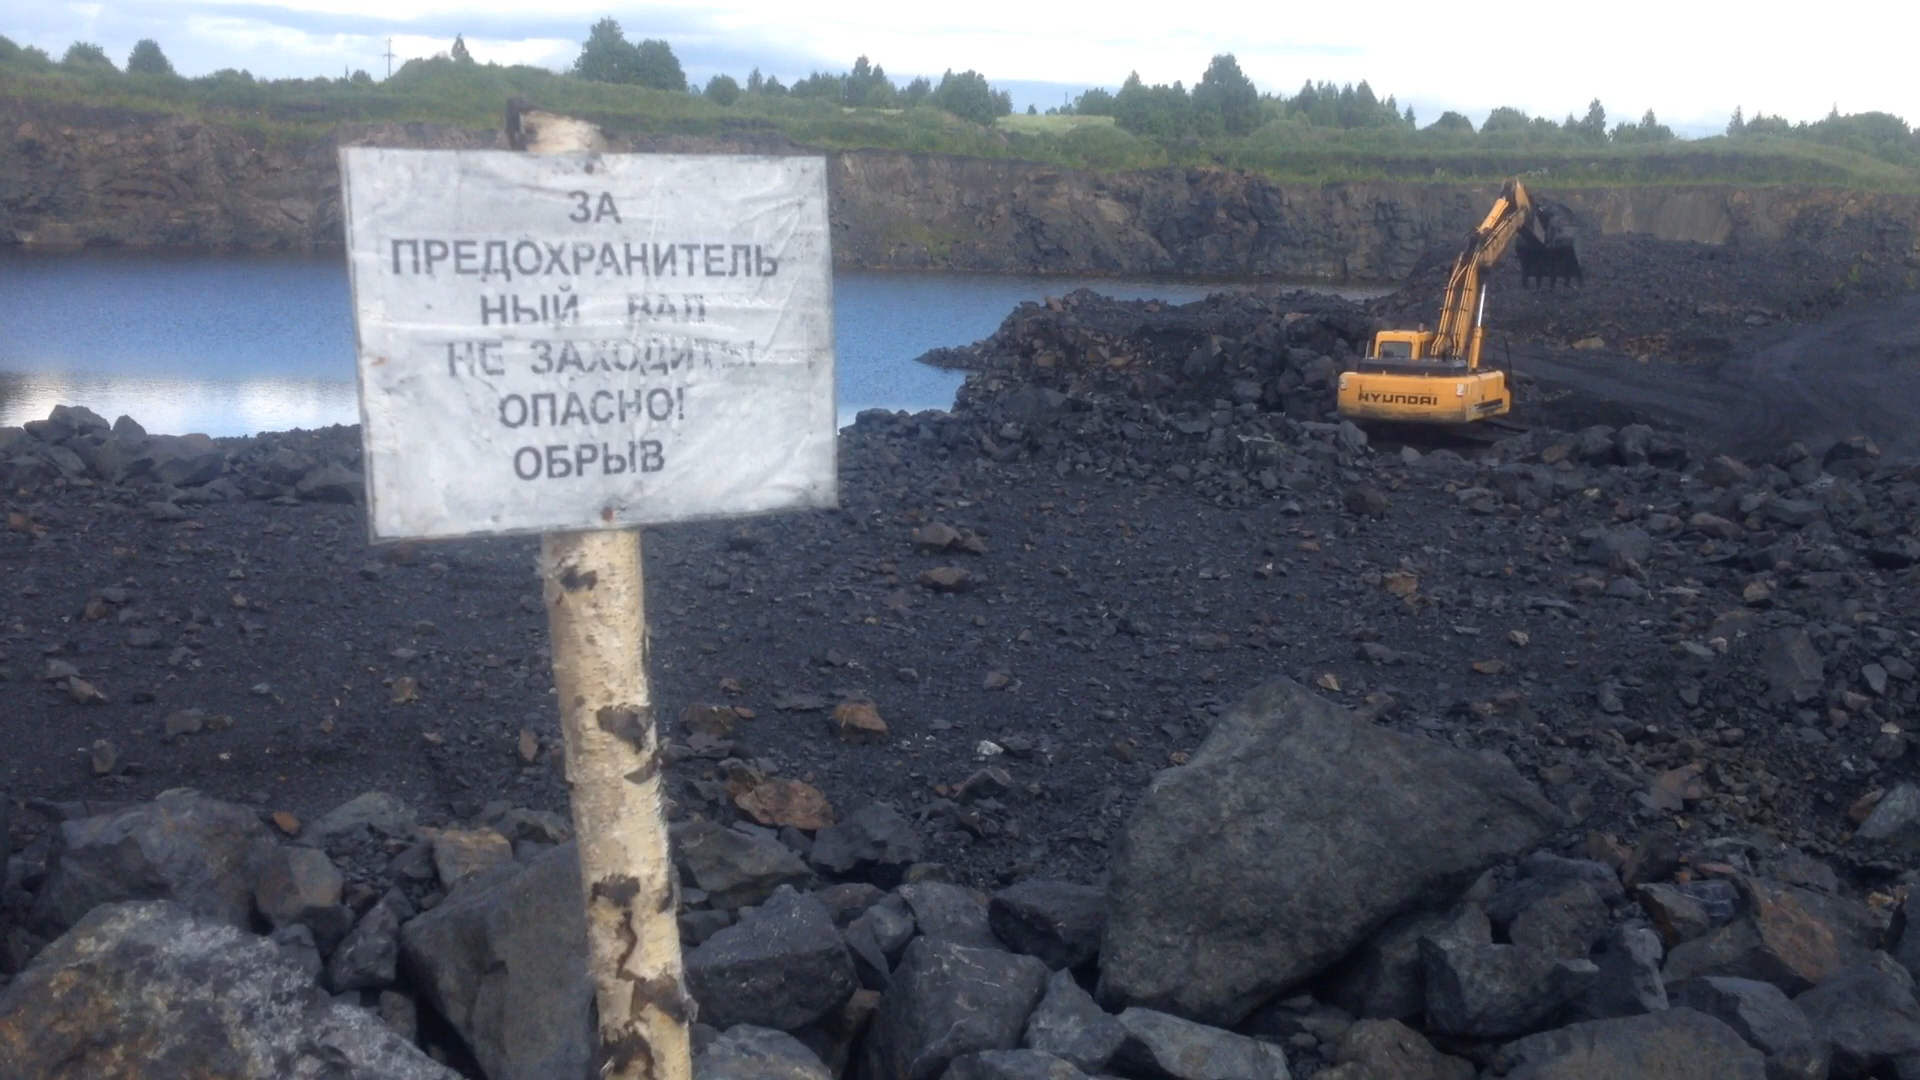 ЗА
ПРЕДОХРАНИТЕЛЬ
НЫЙ ВАЛ
НЕ ЗАХОДИТЬ!
ОПАСНО!
ОБРЫВ
HYUNDAI